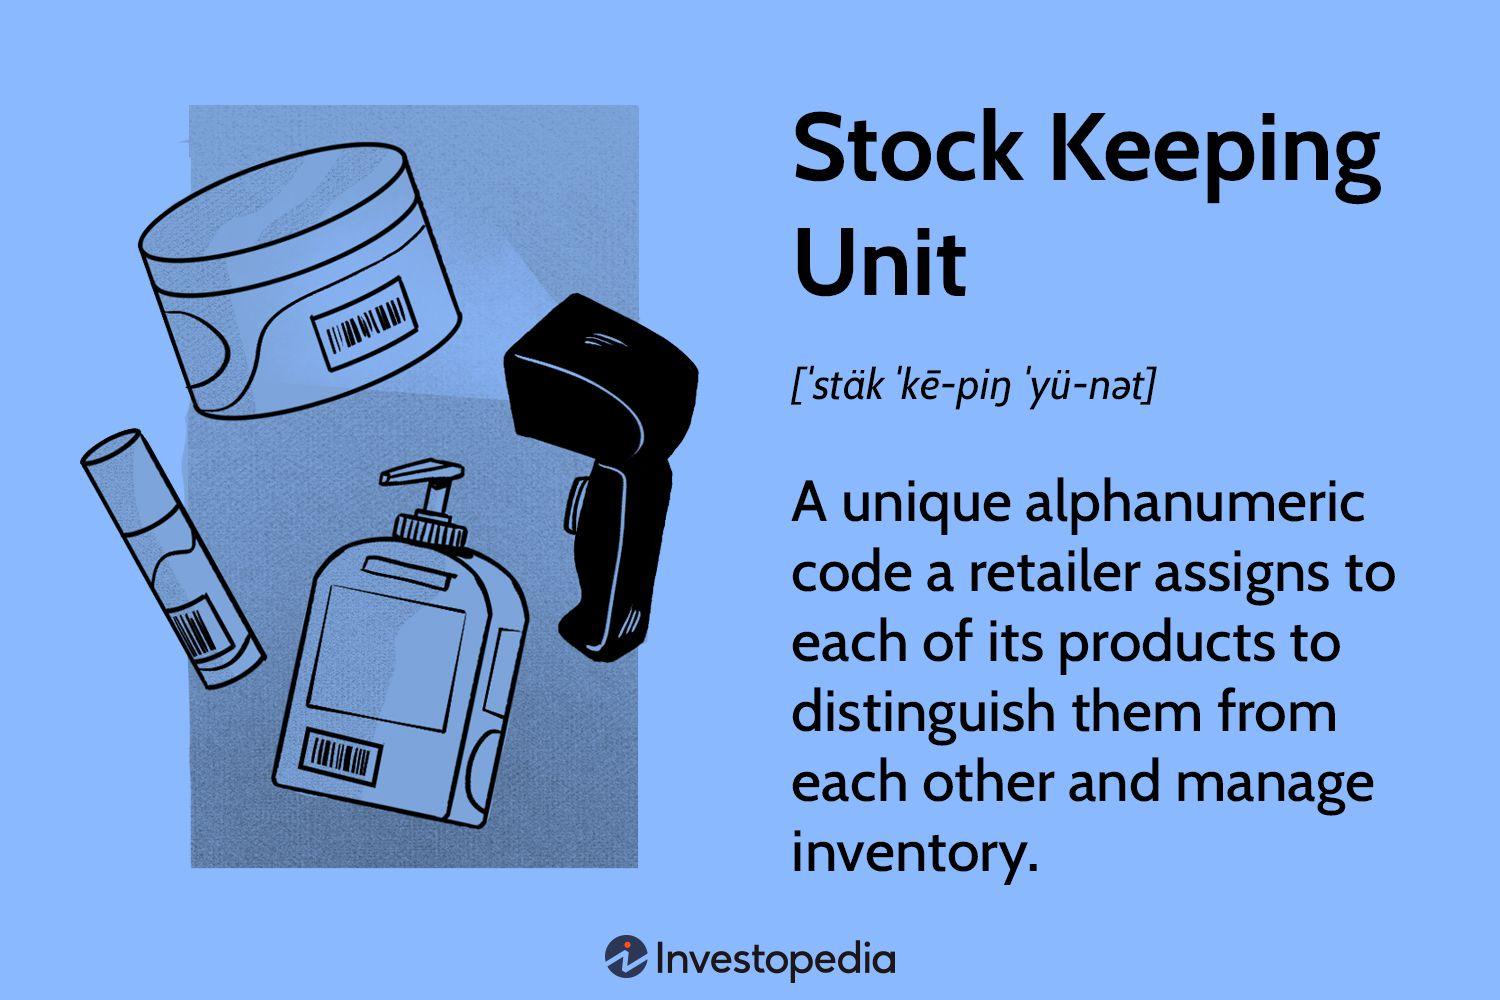 Stock Keeping
Unit
[ˈstäk ˈkē-piŋ ˈyü-nət]
A unique alphanumeric
code a retailer assigns to
each of its products to
distinguish them from
each other and manage
inventory.
Investopedia